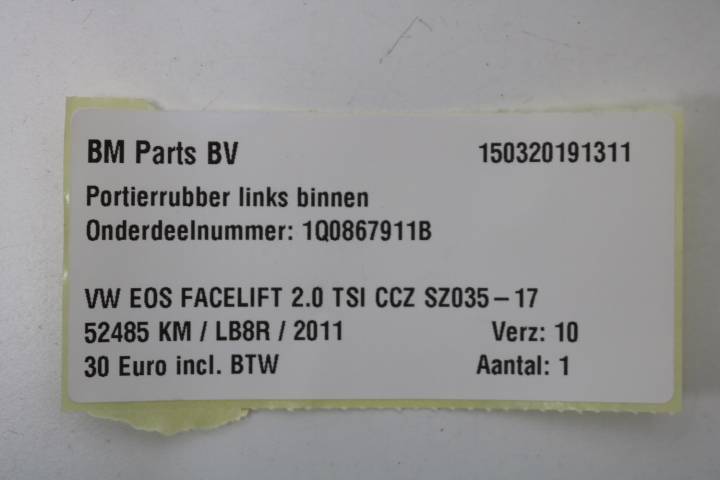 BM Parts BV 150320191311
Portierrubber links binnen
Onderdeelnummer: 1Q0867911B
VW EOS FACELIFT 2.0 TSI CCZ SZ035-17
52485 KM / LB8R / 2011 Verz: 10
30 Euro incl. BTW Aantal: 1